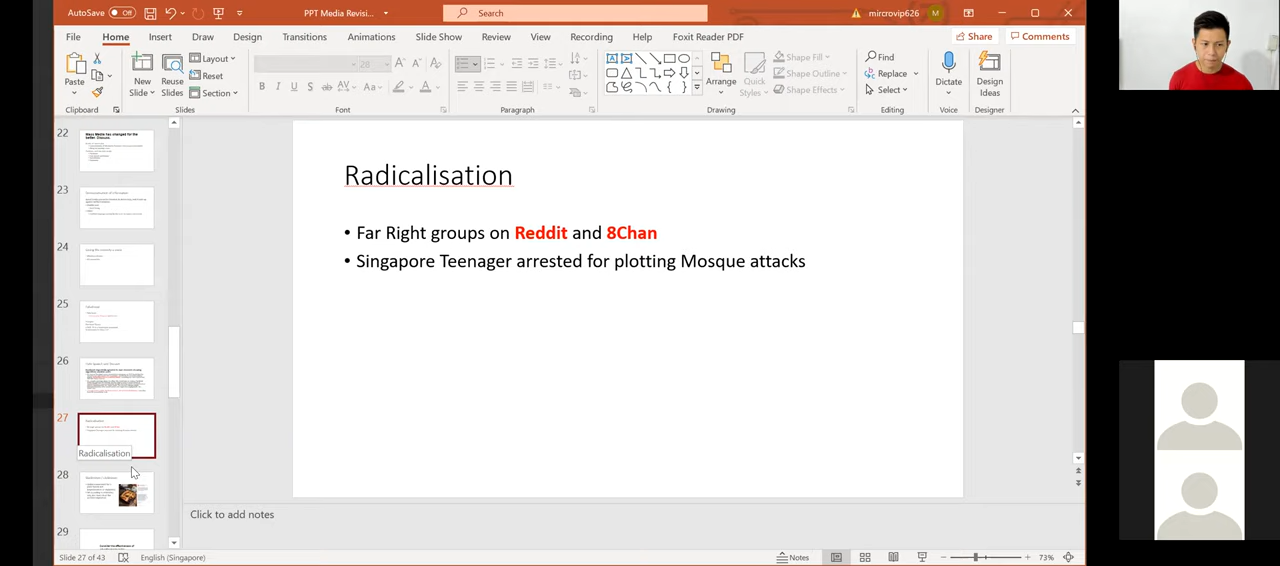 AutoSave Off PPT Media Revisi... Search mircrovip626 M
File Home Insert Draw Design Transitions Animations Slide Show Review View Recording Help Foxit Reader PDF Share Comments
Paste New Slide Reuse Slides Layout Reset Section
28 Aa
Arrange Quick Styles Shape Fill Shape Outline Shape Effects
Find Replace Select
Dictate Design Ideas
Clipboard Slides Font Paragraph Drawing Editing Voice Designer
22
23
24
25
26
27
Radicalisation
28
29
Radicalisation
• Far Right groups on Reddit and 8Chan
• Singapore Teenager arrested for plotting Mosque attacks
Click to add notes
Slide 27 of 43 English (Singapore) Notes 73%